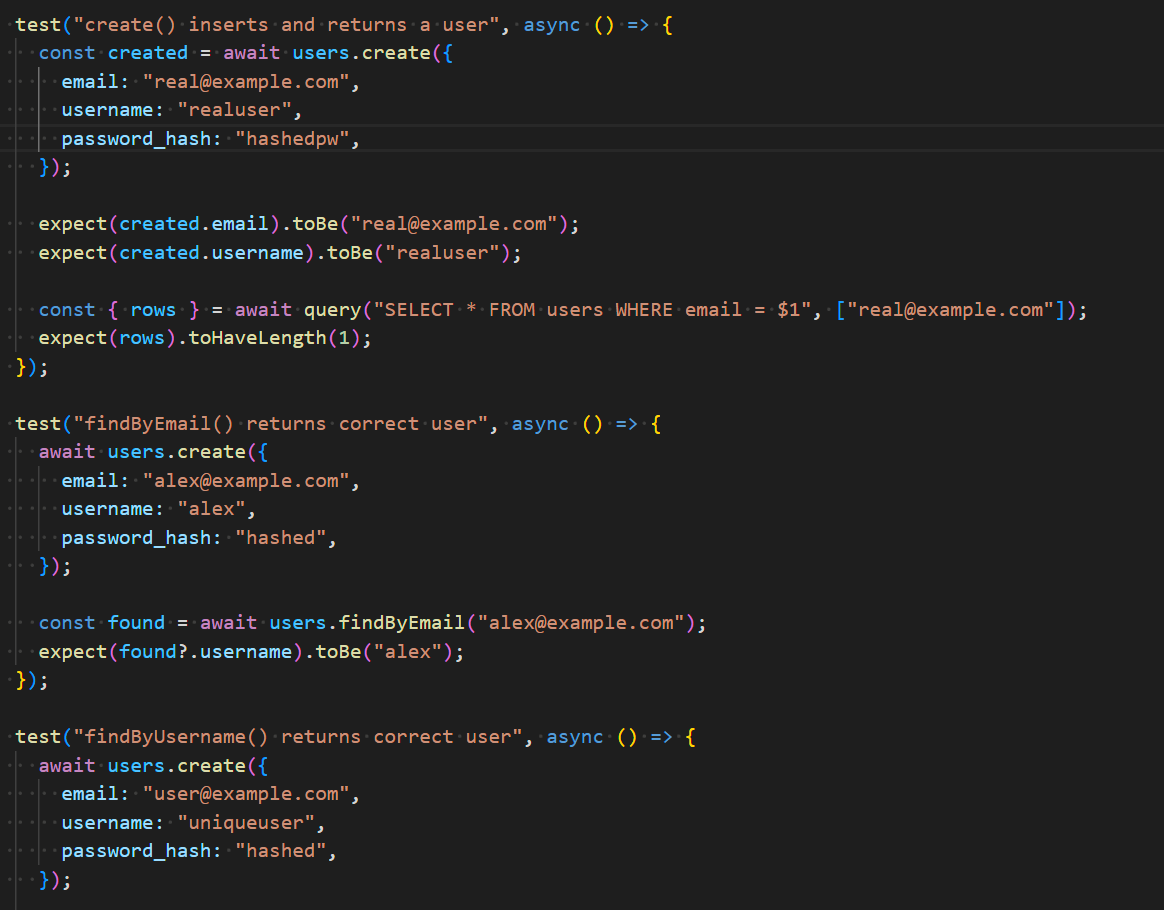 test("create() inserts and returns a user", async () => {
const created = await users.create({
email: "real@example.com",
username: "realuser",
password_hash: "hashedpw",
});
expect(created.email).toBe("real@example.com");
expect(created.username).toBe("realuser");
const { rows } = await query("SELECT * FROM users WHERE email = $1", ["real@example.com"]);
expect(rows).toHaveLength(1);
});
test("findByEmail() returns correct user", async () => {
await users.create({
email: "alex@example.com",
username: "alex",
password_hash: "hashed",
});
const found = await users.findByEmail("alex@example.com");
expect(found?.username).toBe("alex");
});
test("findByUsername() returns correct user", async () => {
await users.create({
email: "user@example.com",
username: "uniqueuser",
password_hash: "hashed",
});